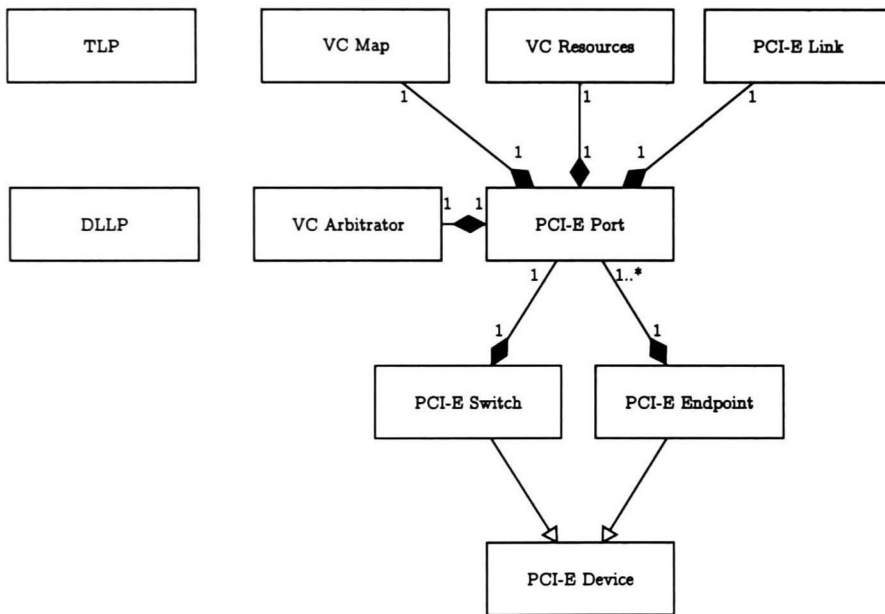 TLP
VC Map
VC Resources
PCI-E Link
1
1
1
1
1
1
DLLP
VC Arbitrator
1
1
PCI-E Port
1
1..*
1
1
PCI-E Switch
PCI-E Endpoint
PCI-E Device